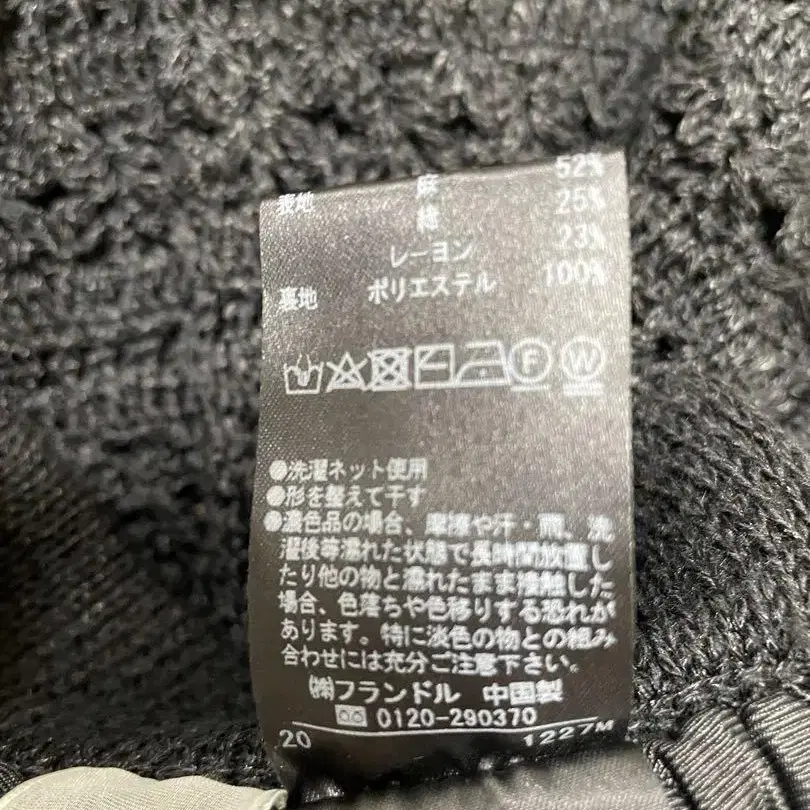 表地 麻 52%
綿 25%
レーヨン 23%
裏地 ポリエステル 100%
F W
●洗濯ネット使用
●形を整えて干す
●濃色品の場合、摩擦や汗・雨、洗
濯後等濡れた状態で長時間放置し
たり他の物と濡れたまま接触した
場合、色落ちや色移りする恐れが
あります。特に淡色の物との組み
合わせには充分ご注意下さい。
㈱フランドル 中国製
0120-290370
20 1227M